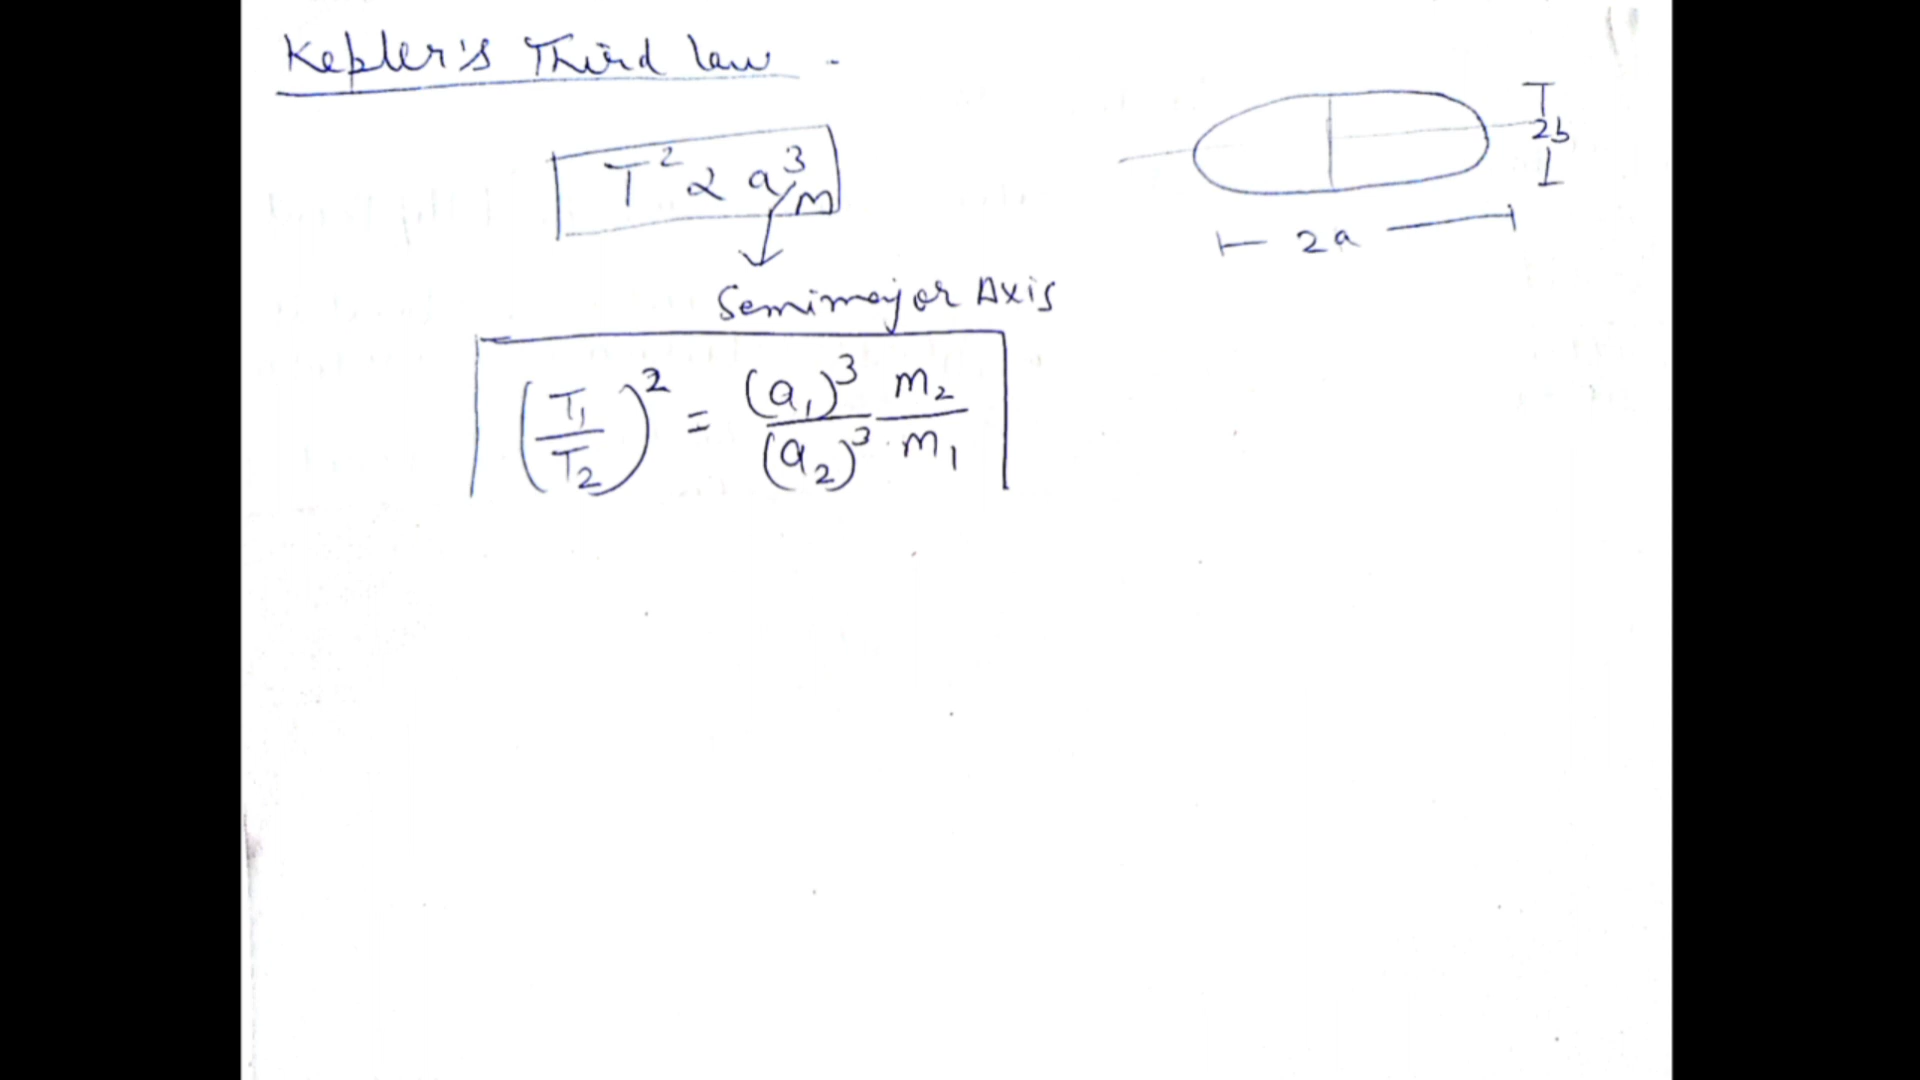 Kepler's Third law
T² ∝ a³/m
Semimajor Axis
(T₁/T₂)² = (a₁)³/(a₂)³ m₂/m₁
2b
2a